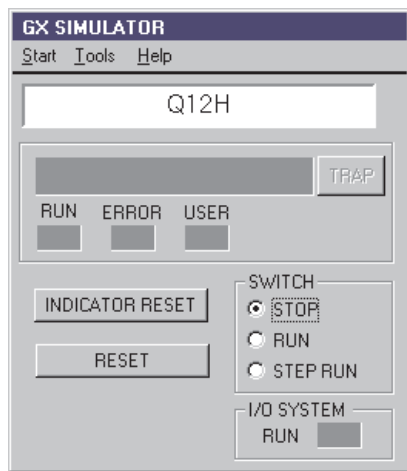 GX SIMULATOR
Start Tools Help
Q12H
TRAP
RUN ERROR USER
INDICATOR RESET
RESET
SWITCH
STOP
RUN
STEP RUN
I/O SYSTEM
RUN